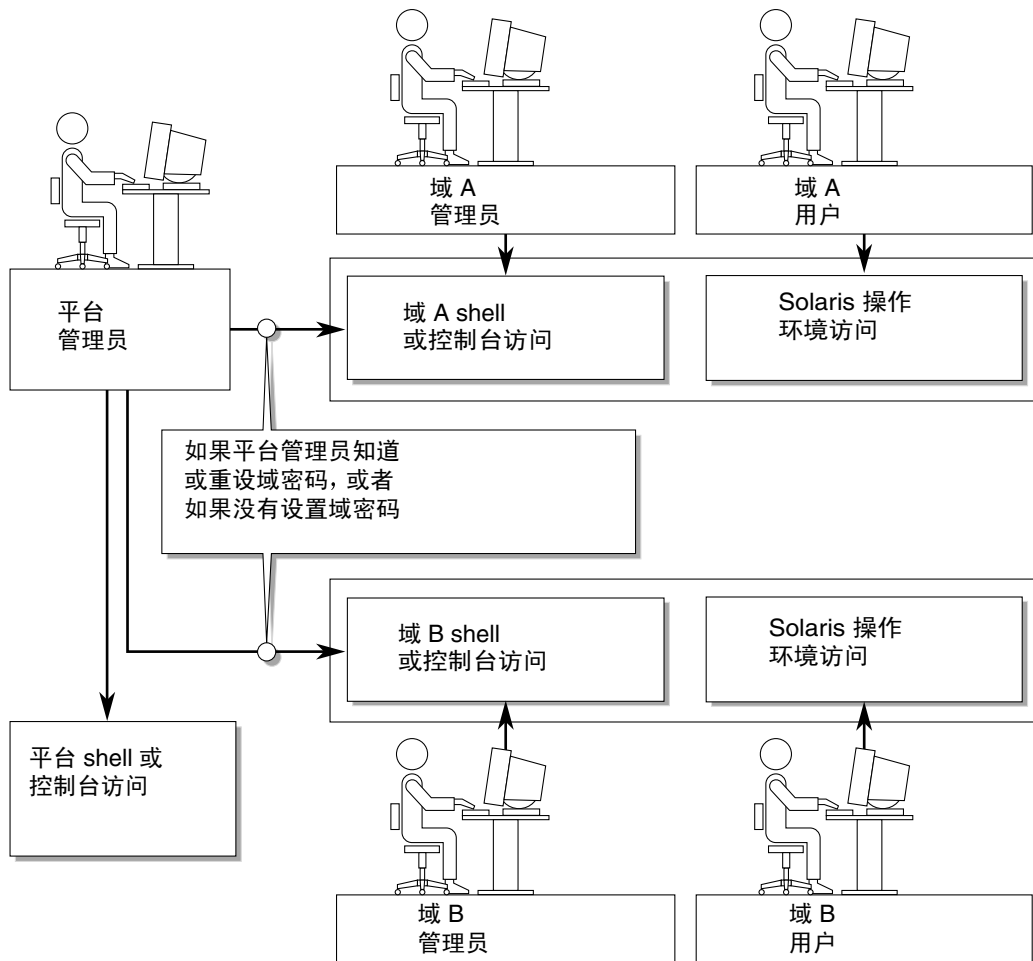 域 A
管理员
域 A
用户
平台
管理员
域 A shell
或控制台访问
Solaris 操作
环境访问
如果平台管理员知道
或重设域密码, 或者
如果没有设置域密码
域 B shell
或控制台访问
Solaris 操作
环境访问
平台 shell 或
控制台访问
域 B
管理员
域 B
用户